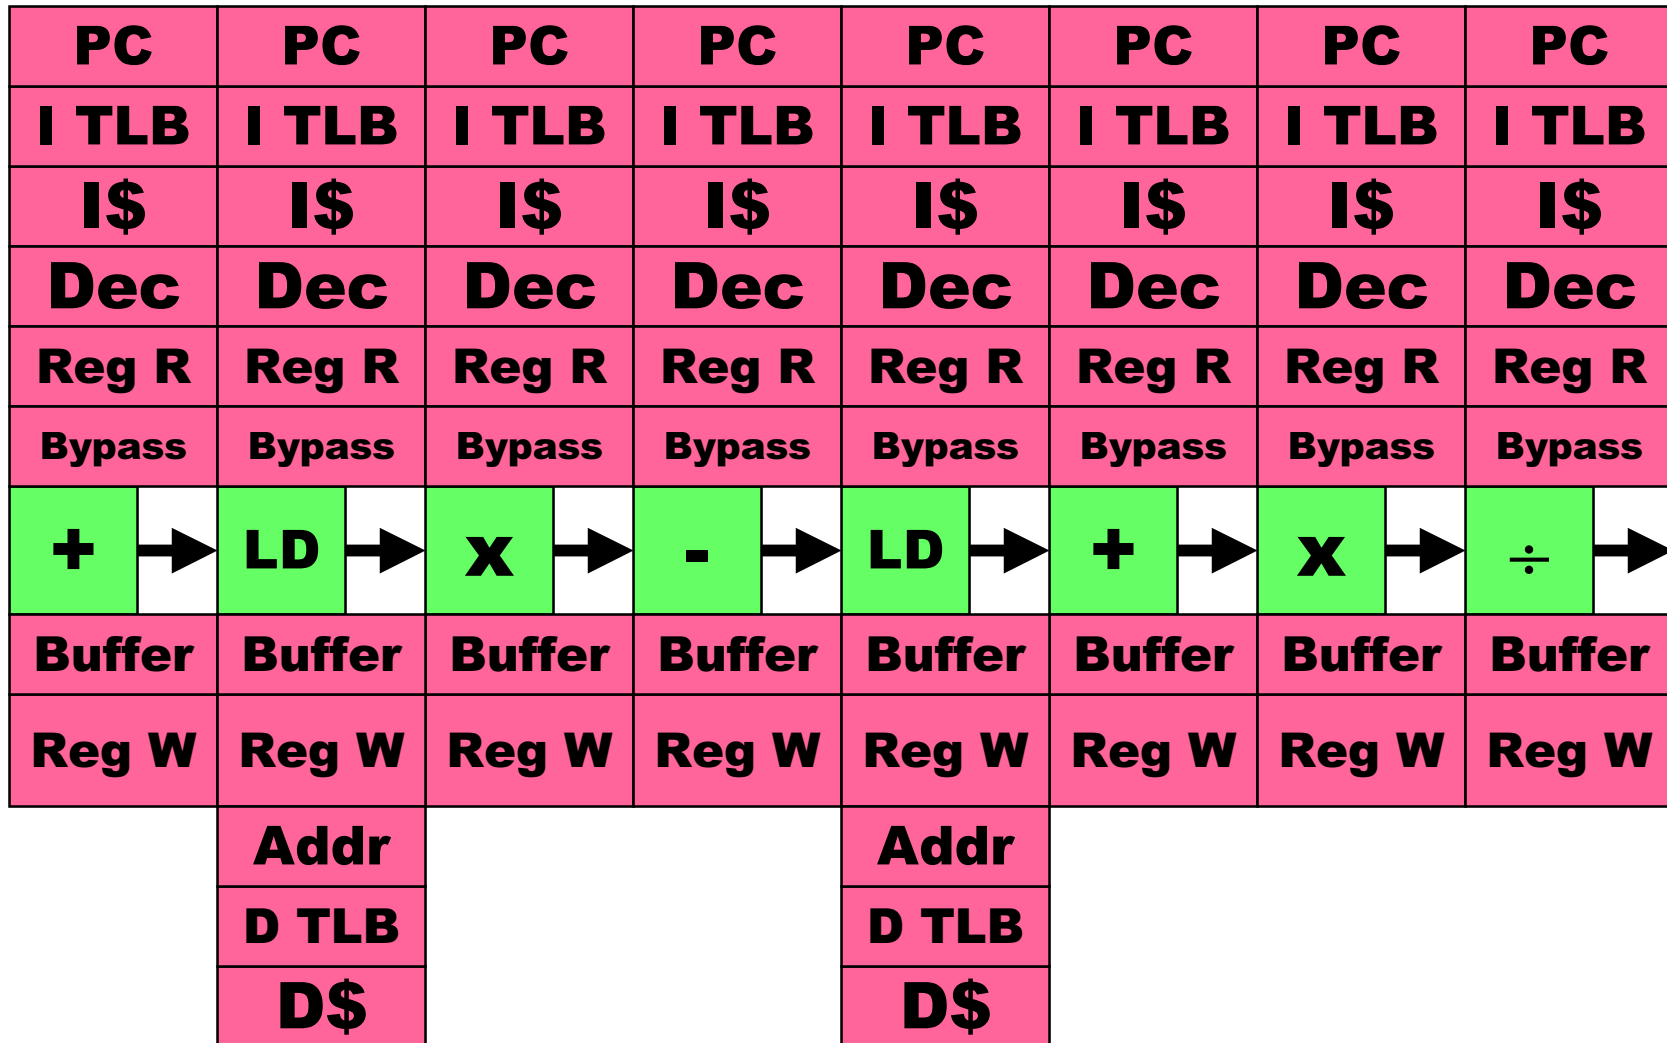 PC PC PC PC PC PC PC PC
I TLB I TLB I TLB I TLB I TLB I TLB I TLB I TLB
I$ I$ I$ I$ I$ I$ I$ I$
Dec Dec Dec Dec Dec Dec Dec Dec
Reg R Reg R Reg R Reg R Reg R Reg R Reg R Reg R
Bypass Bypass Bypass Bypass Bypass Bypass Bypass Bypass
+ LD x - LD + x ÷
Buffer Buffer Buffer Buffer Buffer Buffer Buffer Buffer
Reg W Reg W Reg W Reg W Reg W Reg W Reg W Reg W
Addr Addr
D TLB D TLB
D$ D$